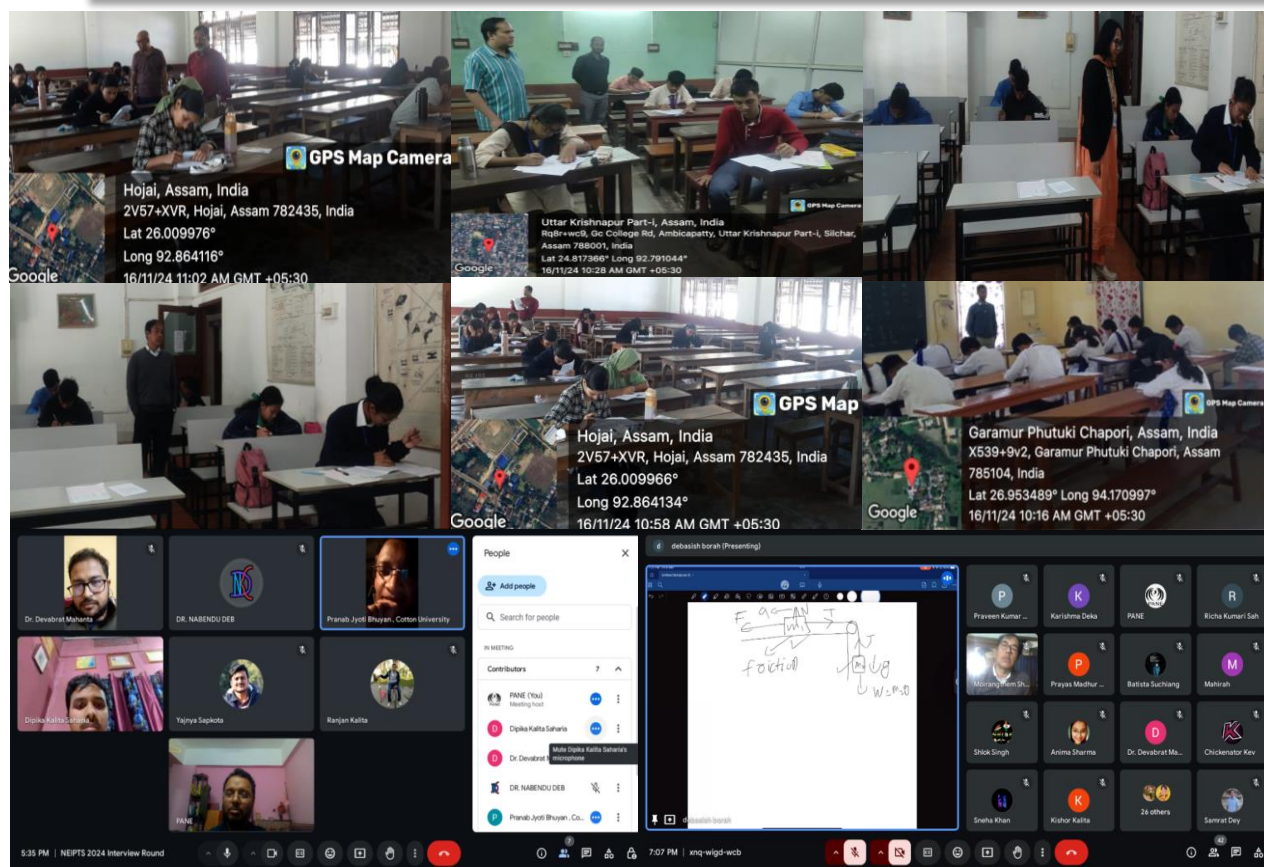 GPS Map Camera
Hojai, Assam, India
2V57+XVR, Hojai, Assam 782435, India
Lat 26.009976°
Long 92.864116°
16/11/24 11:02 AM GMT +05:30
Google
GPS Map Camera
Uttar Krishnapur Part-i, Assam, India
Rq8r+wc9, Gc College Rd, Ambicapatty, Uttar Krishnapur Part-i, Silchar,
Assam 788001, India
Lat 24.817366° Long 92.791044°
16/11/24 10:28 AM GMT +05:30
Google
GPS Map
Hojai, Assam, India
2V57+XVR, Hojai, Assam 782435, India
Lat 26.009966°
Long 92.864134°
16/11/24 10:58 AM GMT +05:30
Google
GPS Map Camera
Garamur Phutuki Chapori, Assam, India
X539+9v2, Garamur Phutuki Chapori, Assam
785104, India
Lat 26.953489° Long 94.170997°
16/11/24 10:16 AM GMT +05:30
Google
Dr. Devabrat Mahanta
DR. NABENDU DEB
Pranab Jyoti Bhuyan , Cotton University
Dipika Kalita Saharia
Yajnya Sapkota
Ranjan Kalita
PANE
People
Add people
Search for people
IN MEETING
Contributors 7
PANE (You)
Meeting host
D Dipika Kalita Saharia
Mute Dipika Kalita Saharia's
microphone
D Dr. Devabrat
DR. NABENDU DEB
P Pranab Jyoti Bhuyan , Co...
5:35 PM | NEIPTS 2024 Interview Round
7
d debasish borah (Presenting)
F a N T
m
friction
T
m g
debasish borah
P K R
Praveen Kumar ... Karishma Deka PANE Richa Kumari Sah
P M
Moirangthem Sh... Prayas Madhur ... Batista Suchiang Mahirah
D
Shlok Singh Anima Sharma Dr. Devabrat Ma... Chickenator Kev
K
Sneha Khan Kishor Kalita 26 others Samrat Dey
7:07 PM | xnq-wigd-wcb
42